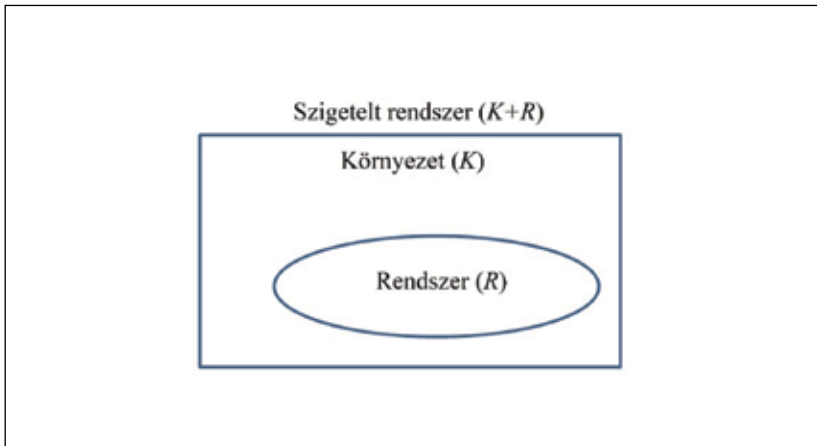 Szigetelt rendszer (K+R)
Környezet (K)
Rendszer (R)